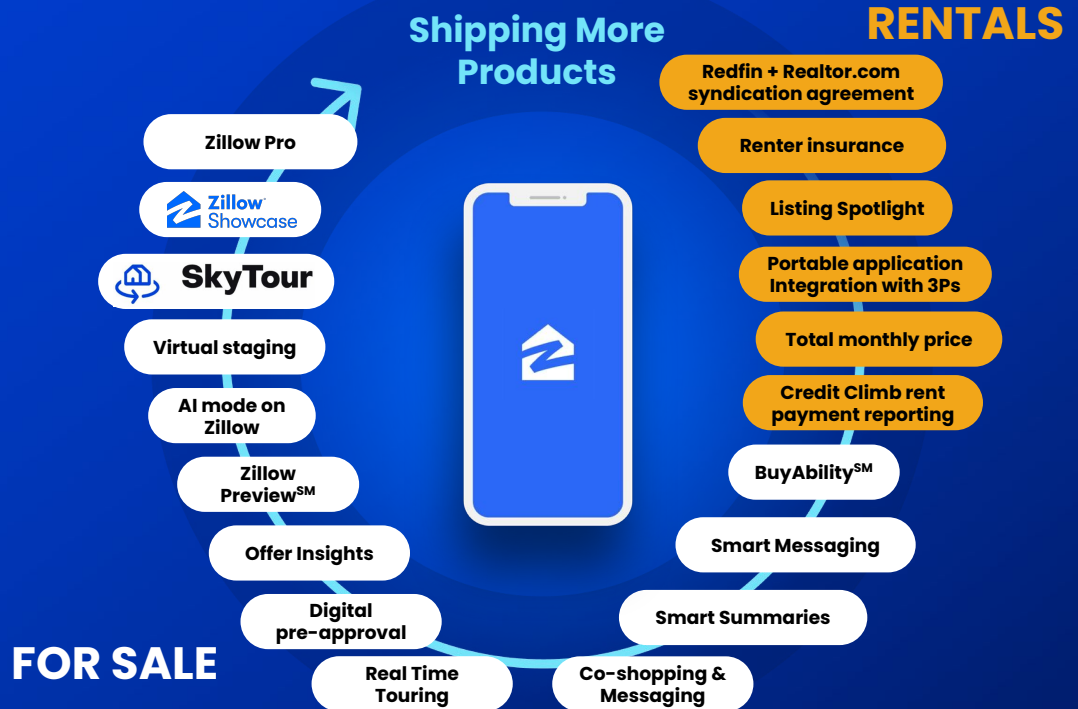 Shipping More
Products
RENTALS
Redfin + Realtor.com
syndication agreement
Renter insurance
Listing Spotlight
Portable application
Integration with 3Ps
Total monthly price
Credit Climb rent
payment reporting
BuyAbility℠
Smart Messaging
Smart Summaries
Co-shopping &
Messaging
Real Time
Touring
Digital
pre-approval
Offer Insights
Zillow
Preview℠
AI mode on
Zillow
Virtual staging
SkyTour
Zillow
Showcase
Zillow Pro
FOR SALE